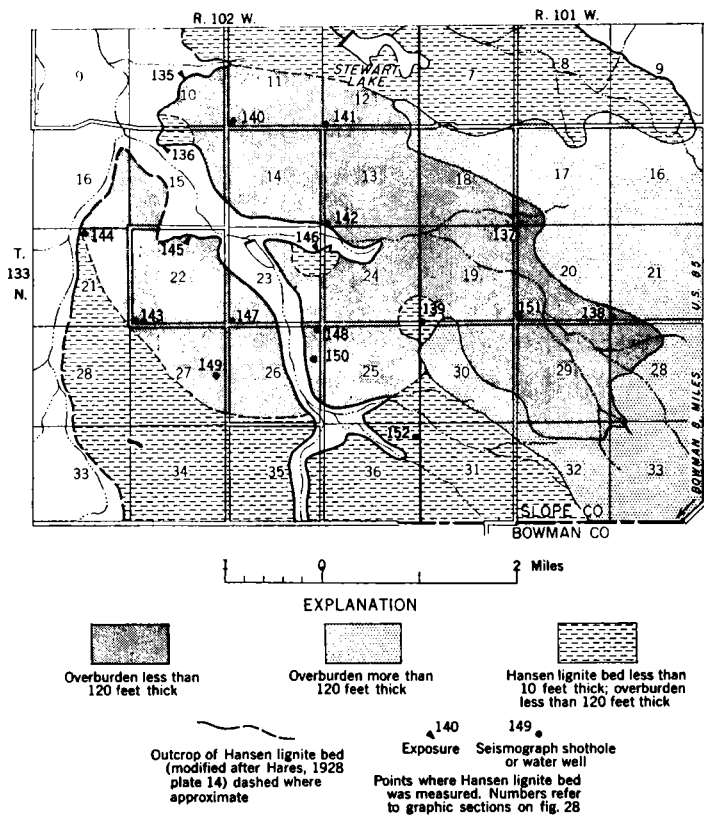 R. 102 W.
R. 101 W.
9
135
10
11
STEWART
LAKE
12
7
8
9
140
141
136
16
15
14
13
18
17
16
142
144
145
146
137
T.
133
N.
21
22
23
24
19
20
21
U.S. 85
143
147
148
139
151
138
28
27
149
26
150
25
30
29
28
152
33
34
35
36
31
32
33
BOWMAN 8 MILES
SLOPE CO
BOWMAN CO
1 0 2 Miles
EXPLANATION
Overburden less than
120 feet thick
Overburden more than
120 feet thick
Hansen lignite bed less than
10 feet thick; overburden
less than 120 feet thick
Outcrop of Hansen lignite bed
(modified after Hares, 1928
plate 14) dashed where
approximate
140
Exposure
149
Seismograph shothole
or water well
Points where Hansen lignite bed
was measured. Numbers refer
to graphic sections on fig. 28